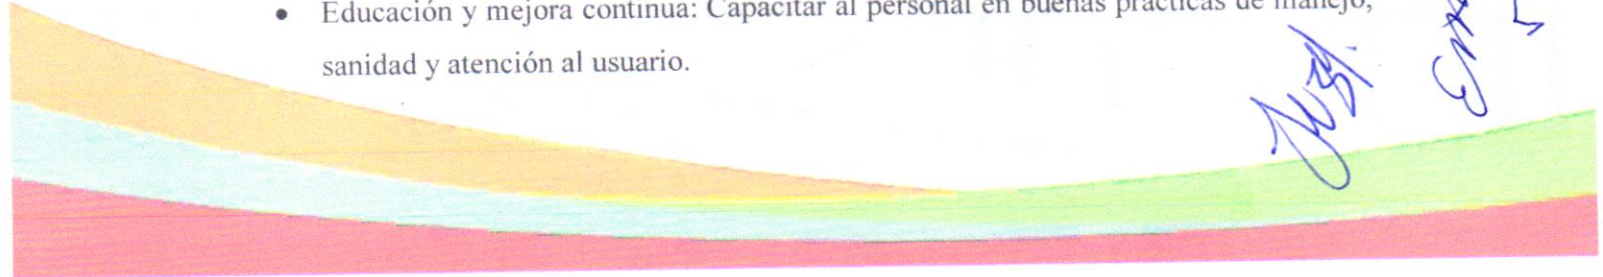 • Educación y mejora continua: Capacitar al personal en buenas prácticas de manejo,
sanidad y atención al usuario.